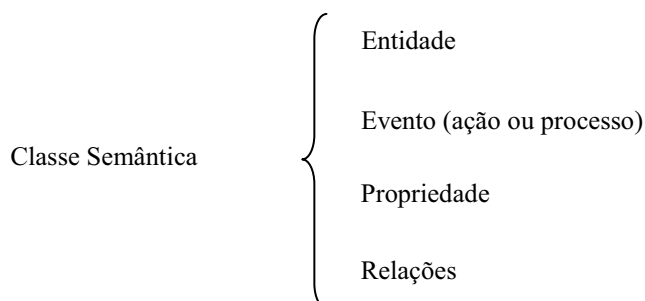 Entidade
Evento (ação ou processo)
Classe Semântica
Propriedade
Relações